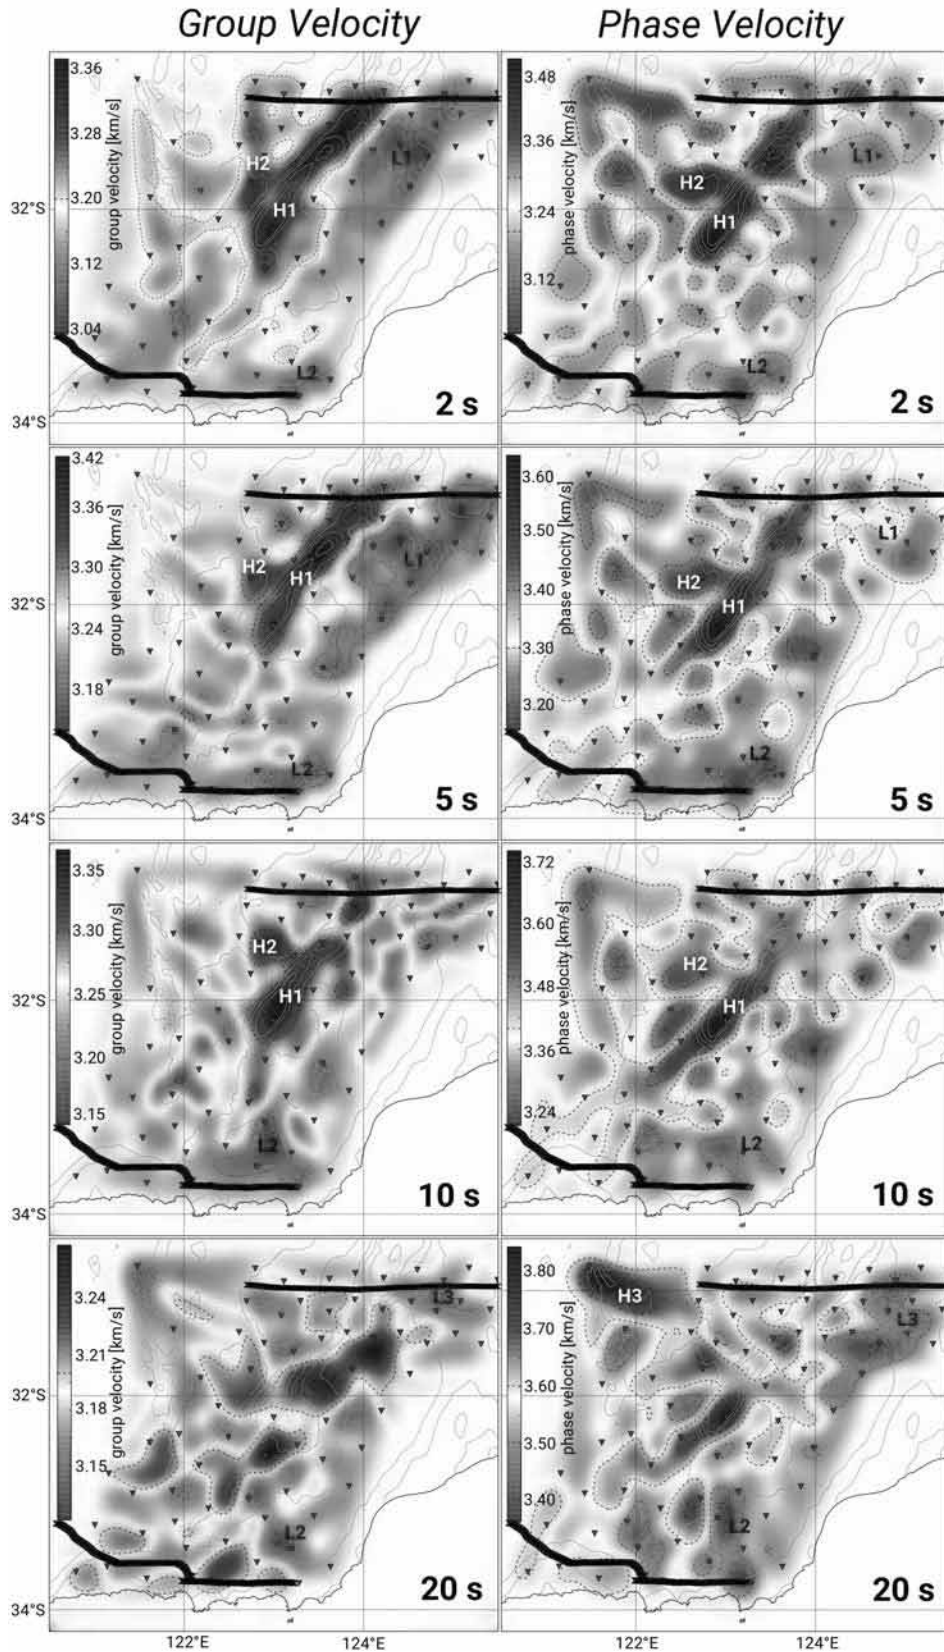 Group Velocity Phase Velocity
3.36
3.28
3.20
3.12
3.04
group velocity [km/s]
H2
H1
L1
L2
32°S
34°S
2 s
3.48
3.36
3.24
3.12
phase velocity [km/s]
H2
H1
L1
L2
2 s
3.42
3.36
3.30
3.24
3.18
group velocity [km/s]
H2
H1
L1
L2
32°S
34°S
5 s
3.60
3.50
3.40
3.30
3.20
phase velocity [km/s]
H2
H1
L1
L2
5 s
3.35
3.30
3.25
3.20
3.15
group velocity [km/s]
H2
H1
L2
32°S
34°S
10 s
3.72
3.60
3.48
3.36
3.24
phase velocity [km/s]
H2
H1
L2
10 s
3.24
3.21
3.18
3.15
group velocity [km/s]
L3
L2
32°S
34°S
20 s
3.80
3.70
3.60
3.50
3.40
phase velocity [km/s]
H3
L3
L2
20 s
122°E 124°E 122°E 124°E